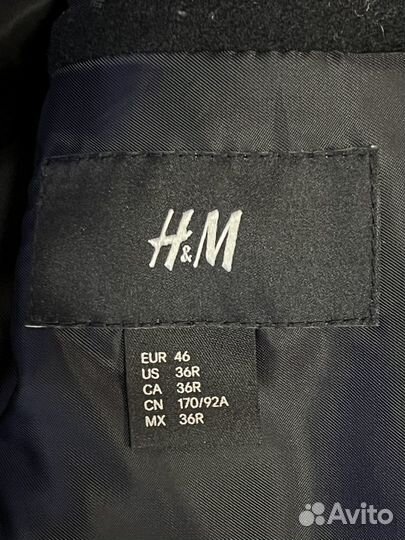 H&M
EUR 46
US 36R
CA 36R
CN 170/92A
MX 36R
Avito